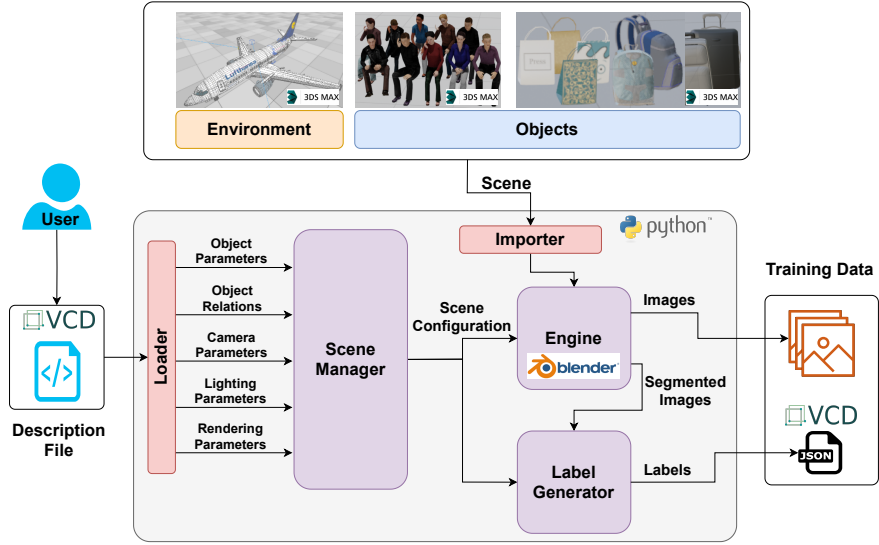 Lufthansa
3DS MAX
3DS MAX
3DS MAX
Environment
Objects
Scene
User
python™
Importer
VCD
Description
File
Loader
Object
Parameters
Object
Relations
Camera
Parameters
Lighting
Parameters
Rendering
Parameters
Scene
Manager
Scene
Configuration
Engine
blender
Images
Segmented
Images
Label
Generator
Labels
Training Data
VCD
JSON